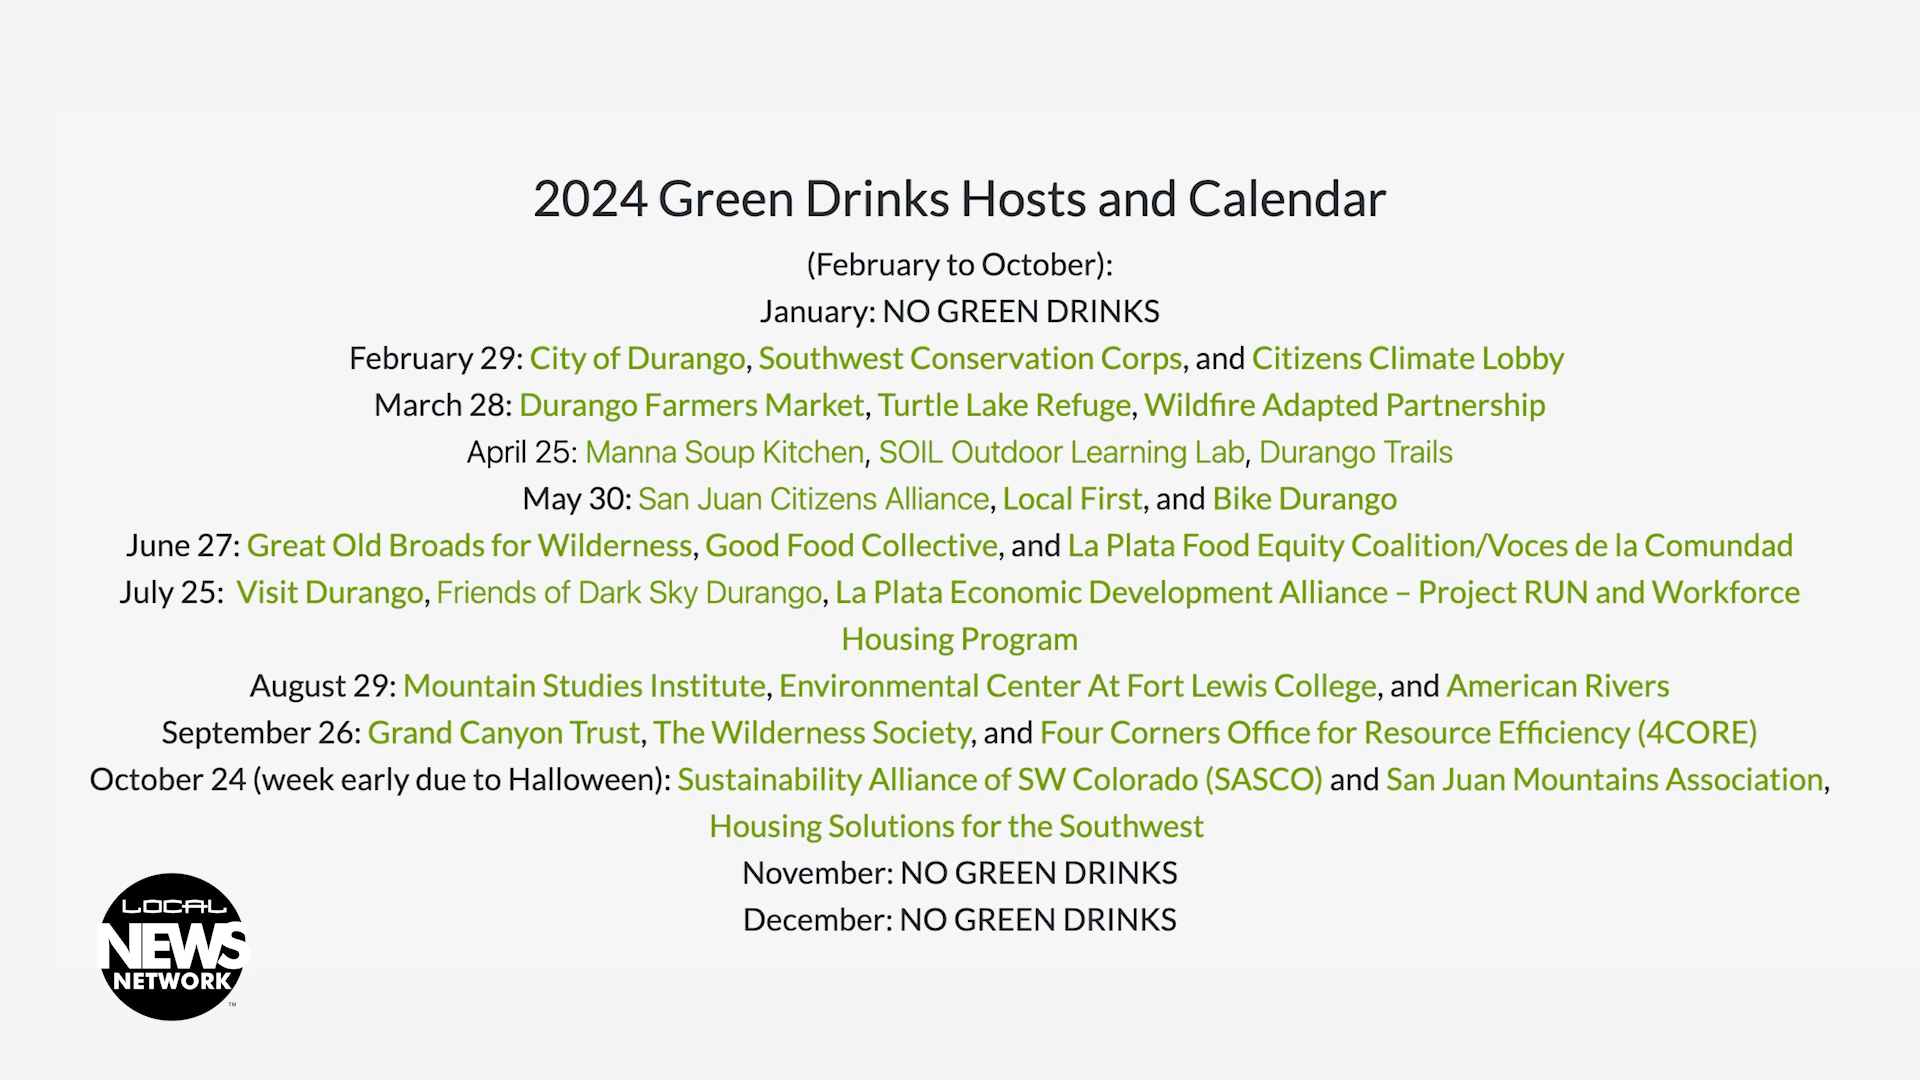 2024 Green Drinks Hosts and Calendar
(February to October):
January: NO GREEN DRINKS
February 29: City of Durango, Southwest Conservation Corps, and Citizens Climate Lobby
March 28: Durango Farmers Market, Turtle Lake Refuge, Wildfire Adapted Partnership
April 25: Manna Soup Kitchen, SOIL Outdoor Learning Lab, Durango Trails
May 30: San Juan Citizens Alliance, Local First, and Bike Durango
June 27: Great Old Broads for Wilderness, Good Food Collective, and La Plata Food Equity Coalition/Voces de la Comundad
July 25: Visit Durango, Friends of Dark Sky Durango, La Plata Economic Development Alliance – Project RUN and Workforce
Housing Program
August 29: Mountain Studies Institute, Environmental Center At Fort Lewis College, and American Rivers
September 26: Grand Canyon Trust, The Wilderness Society, and Four Corners Office for Resource Efficiency (4CORE)
October 24 (week early due to Halloween): Sustainability Alliance of SW Colorado (SASCO) and San Juan Mountains Association,
Housing Solutions for the Southwest
November: NO GREEN DRINKS
December: NO GREEN DRINKS
LOCAL
NEWS
NETWORK
™